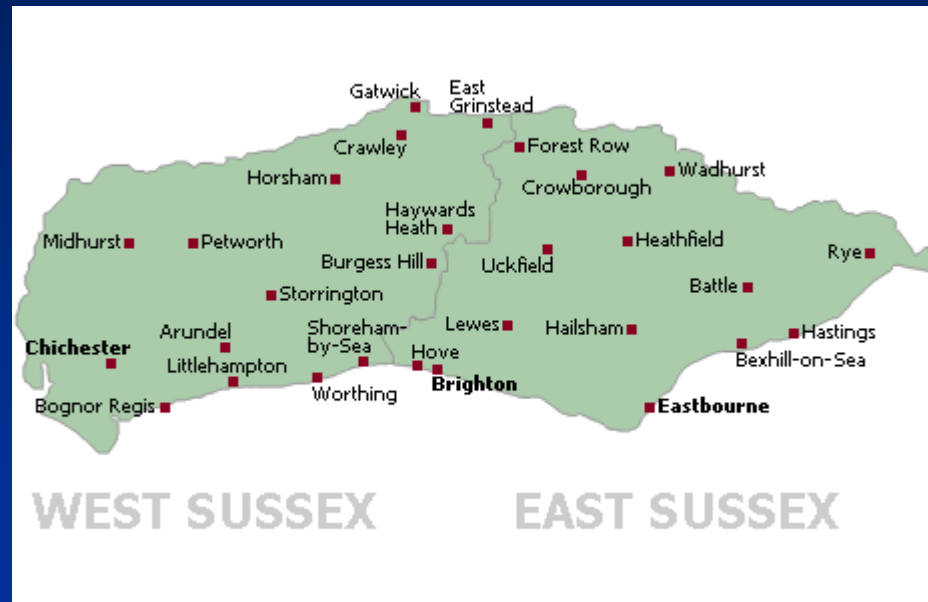 Gatwick
East
Grinstead
Crawley
Forest Row
Horsham
Crowborough
Wadhurst
Haywards
Heath
Midhurst
Petworth
Burgess Hill
Uckfield
Heathfield
Rye
Storrington
Battle
Arundel
Shoreham-
by-Sea
Lewes
Hailsham
Hastings
Chichester
Littlehampton
Hove
Bexhill-on-Sea
Worthing
Brighton
Bognor Regis
Eastbourne
WEST SUSSEX
EAST SUSSEX